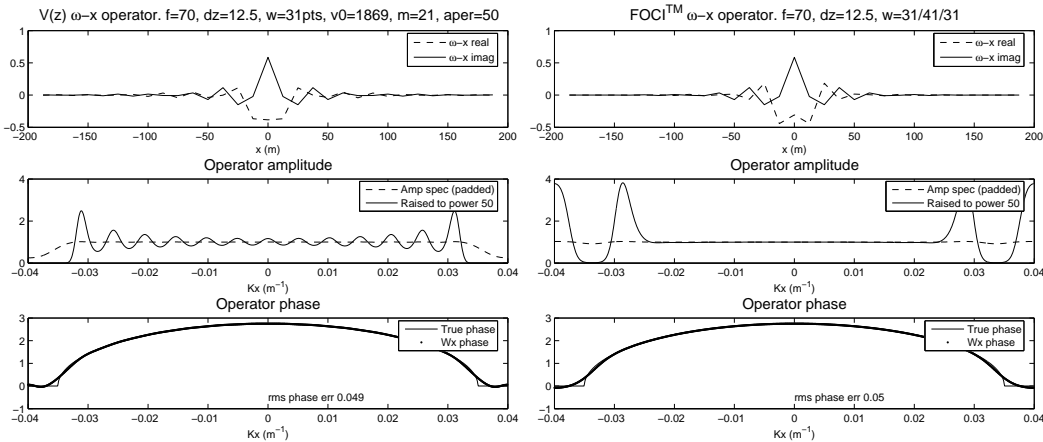 V(z) ω−x operator. f=70, dz=12.5, w=31pts, v0=1869, m=21, aper=50
1
0.5
0
−0.5
−200 −150 −100 −50 0 50 100 150 200
x (m)
ω−x real
ω−x imag
Operator amplitude
4
2
0
−0.04 −0.03 −0.02 −0.01 0 0.01 0.02 0.03 0.04
Kx (m⁻¹)
Amp spec (padded)
Raised to power 50
Operator phase
3
2
1
0
−1
−0.04 −0.03 −0.02 −0.01 0 0.01 0.02 0.03 0.04
Kx (m⁻¹)
True phase
Wx phase
rms phase err 0.049
FOCI™ ω−x operator. f=70, dz=12.5, w=31/41/31
1
0.5
0
−0.5
−200 −150 −100 −50 0 50 100 150 200
x (m)
ω−x real
ω−x imag
Operator amplitude
4
2
0
−0.04 −0.03 −0.02 −0.01 0 0.01 0.02 0.03 0.04
Kx (m⁻¹)
Amp spec (padded)
Raised to power 50
Operator phase
3
2
1
0
−1
−0.04 −0.03 −0.02 −0.01 0 0.01 0.02 0.03 0.04
Kx (m⁻¹)
True phase
Wx phase
rms phase err 0.05